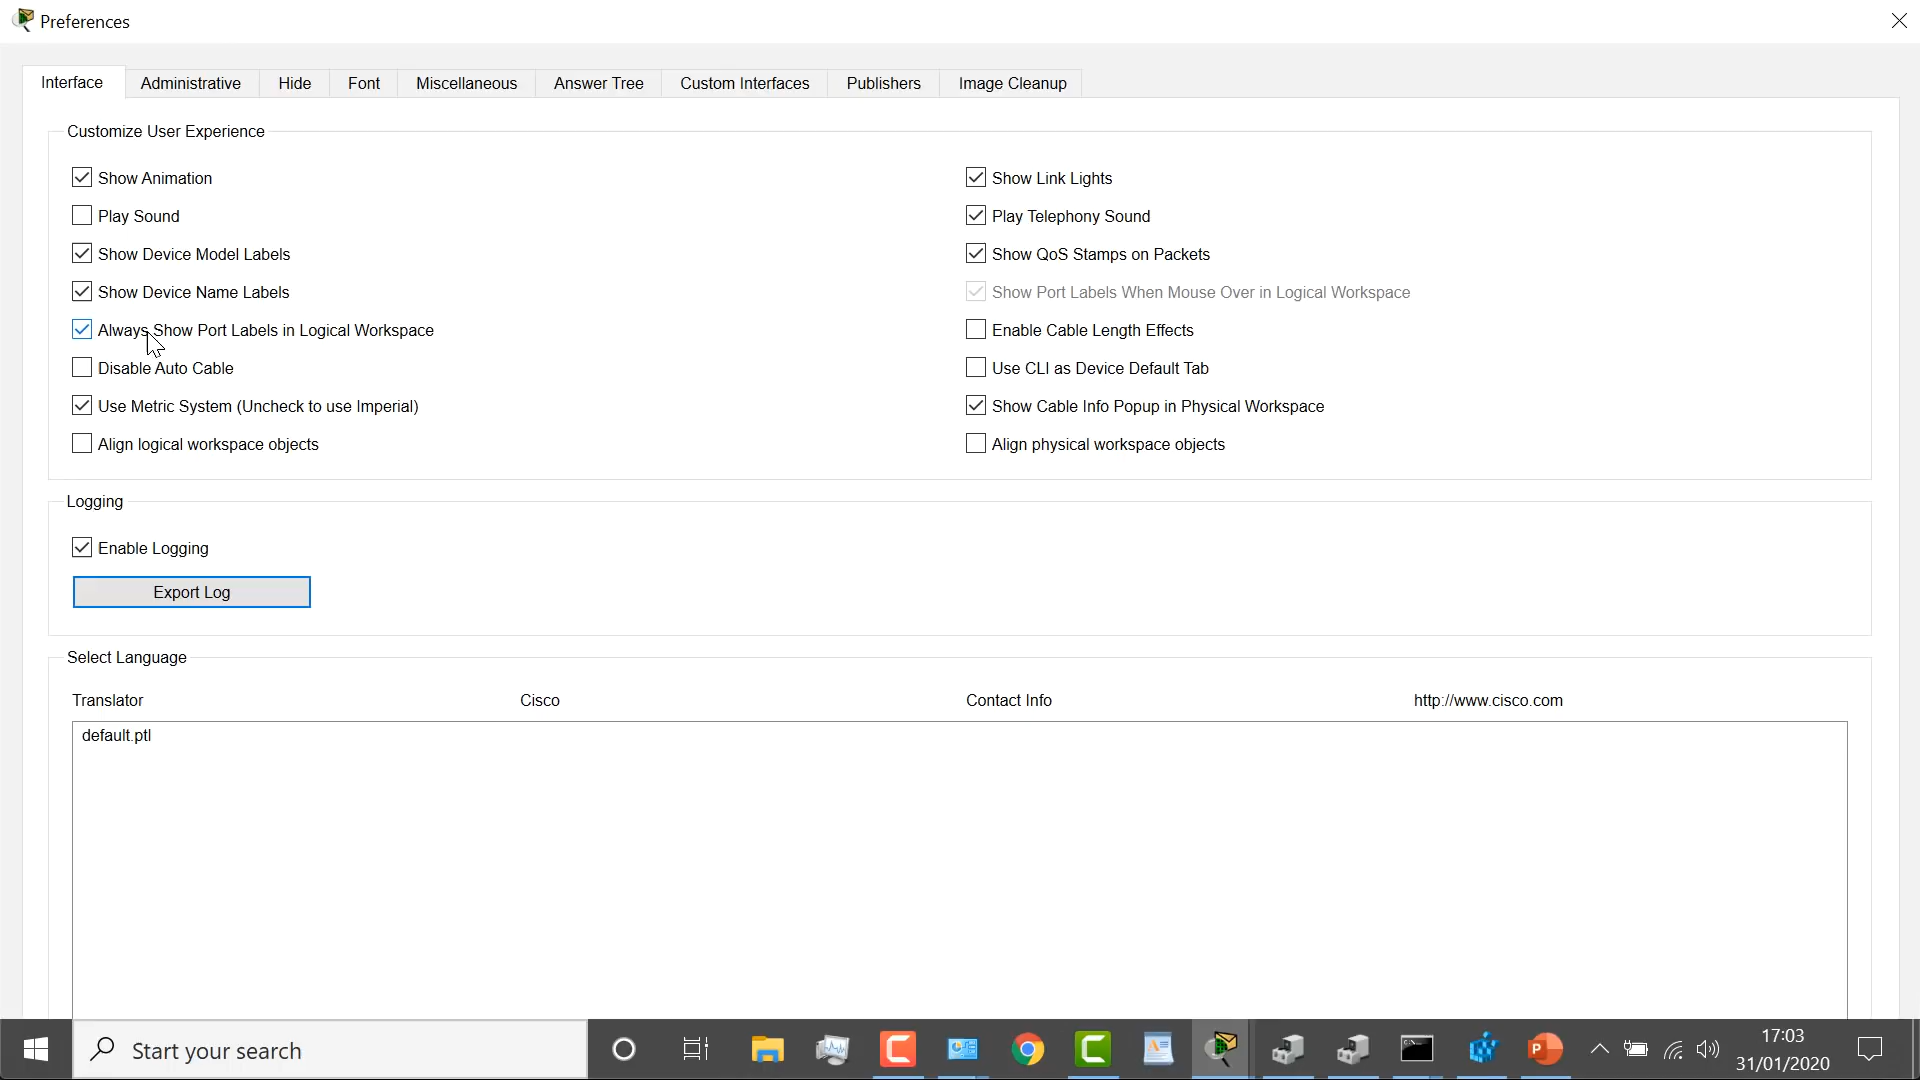 Preferences
Interface
Administrative
Hide
Font
Miscellaneous
Answer Tree
Custom Interfaces
Publishers
Image Cleanup
Customize User Experience
Show Animation
Show Link Lights
Play Sound
Play Telephony Sound
Show Device Model Labels
Show QoS Stamps on Packets
Show Device Name Labels
Show Port Labels When Mouse Over in Logical Workspace
Always Show Port Labels in Logical Workspace
Enable Cable Length Effects
Disable Auto Cable
Use CLI as Device Default Tab
Use Metric System (Uncheck to use Imperial)
Show Cable Info Popup in Physical Workspace
Align logical workspace objects
Align physical workspace objects
Logging
Enable Logging
Export Log
Select Language
Translator
Cisco
Contact Info
http://www.cisco.com
default.ptl
Start your search
17:03
31/01/2020